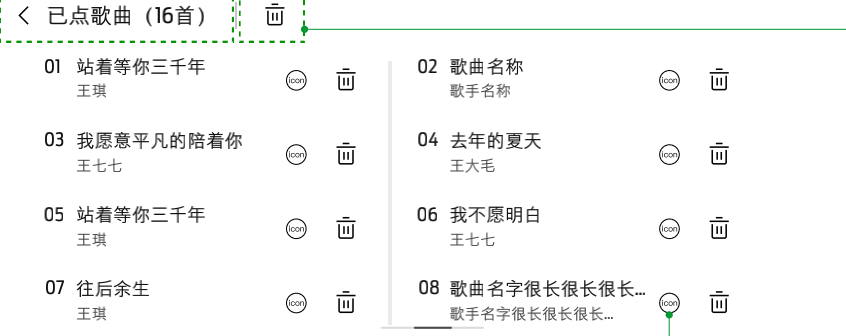 已点歌曲（16首）
01 站着等你三千年
王琪
icon
02 歌曲名称
歌手名称
icon
03 我愿意平凡的陪着你
王七七
icon
04 去年的夏天
王大毛
icon
05 站着等你三千年
王琪
icon
06 我不愿明白
王七七
icon
07 往后余生
王琪
icon
08 歌曲名字很长很长很长...
歌手名字很长很长很长...
icon